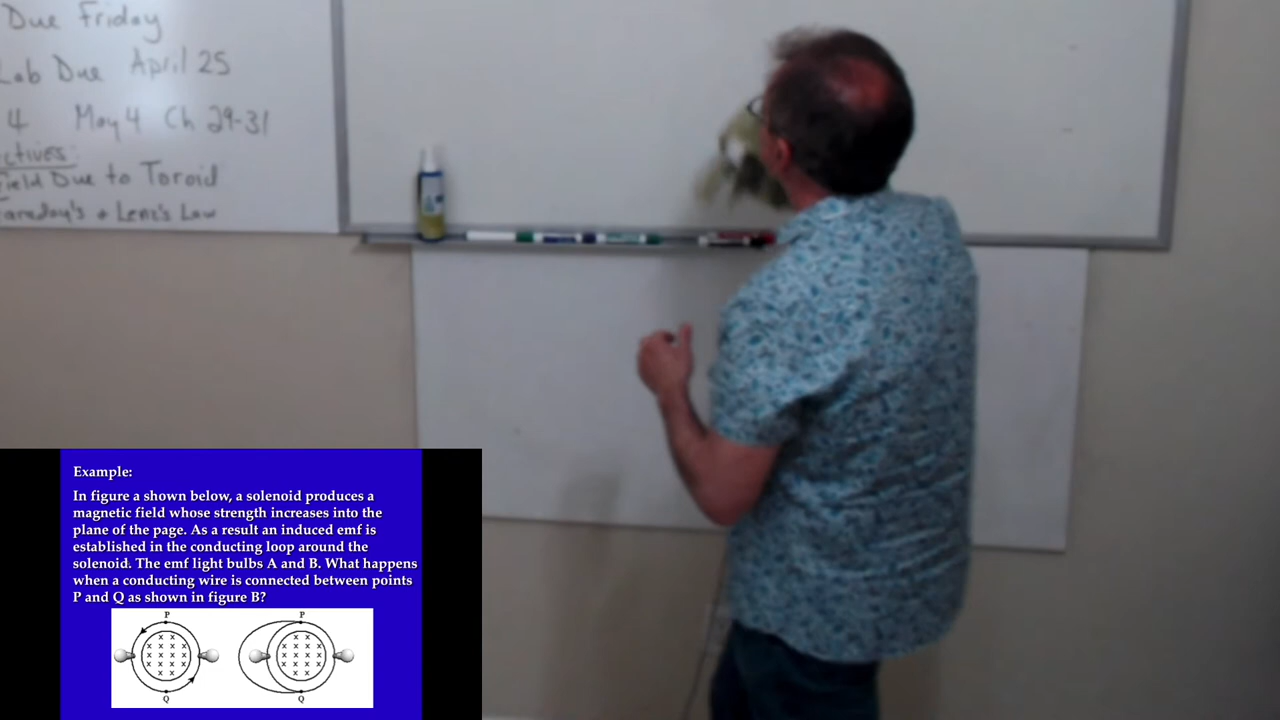 Due Friday
Lab Due April 25
4 May 4 Ch 29-31
ctives:
Field Due to Toroid
Faraday's + Lenz's Law
Example:
In figure a shown below, a solenoid produces a
magnetic field whose strength increases into the
plane of the page. As a result an induced emf is
established in the conducting loop around the
solenoid. The emf light bulbs A and B. What happens
when a conducting wire is connected between points
P and Q as shown in figure B?
P P
x x
x x x x
x x x x
x x x x
x x
x x
x x x x
x x x x
x x x x
x x
Q Q